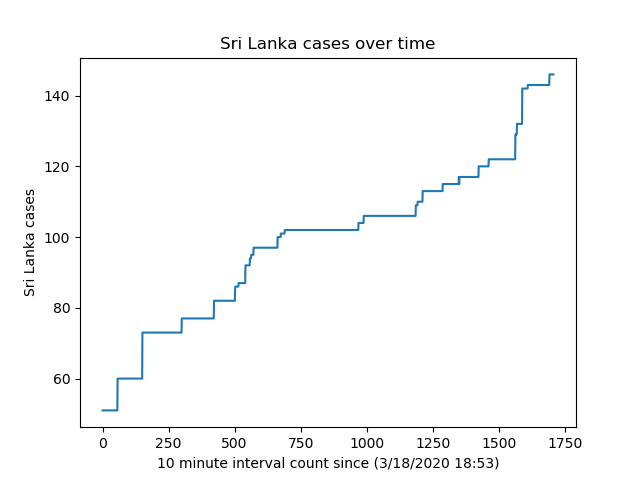 Sri Lanka cases over time
Sri Lanka cases
140
120
100
80
60
0 250 500 750 1000 1250 1500 1750
10 minute interval count since (3/18/2020 18:53)